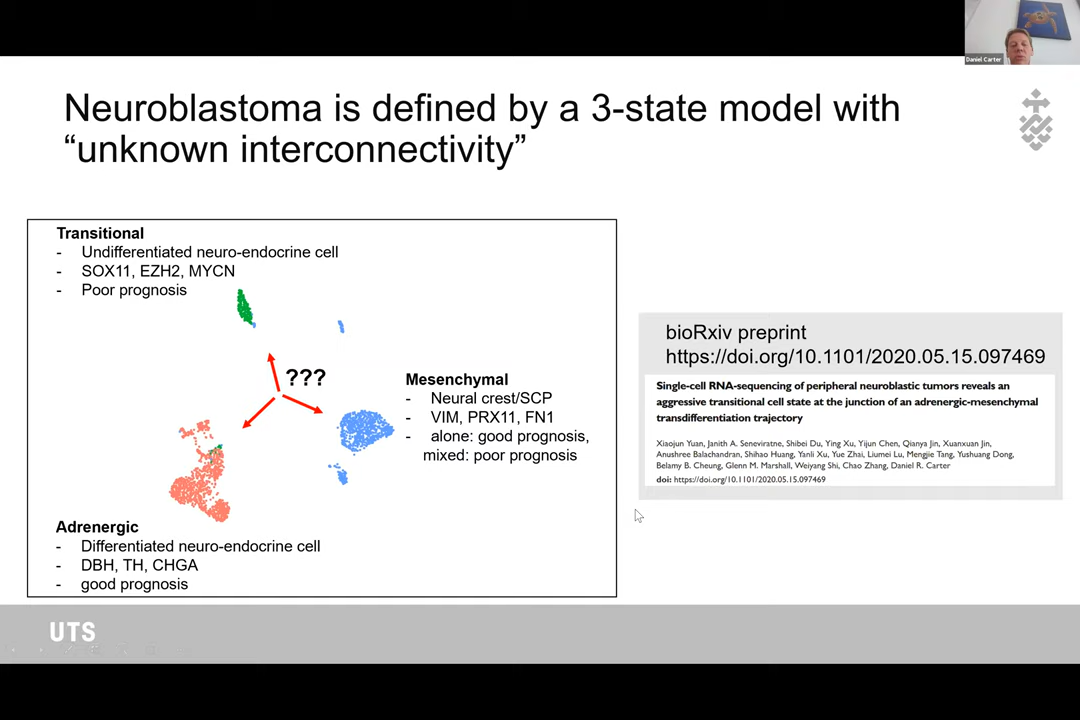 Daniel Carter
Neuroblastoma is defined by a 3-state model with
“unknown interconnectivity”
Transitional
- Undifferentiated neuro-endocrine cell
- SOX11, EZH2, MYCN
- Poor prognosis
???
Mesenchymal
- Neural crest/SCP
- VIM, PRX11, FN1
- alone: good prognosis,
mixed: poor prognosis
Adrenergic
- Differentiated neuro-endocrine cell
- DBH, TH, CHGA
- good prognosis
bioRxiv preprint
https://doi.org/10.1101/2020.05.15.097469
Single-cell RNA-sequencing of peripheral neuroblastic tumors reveals an
aggressive transitional cell state at the junction of an adrenergic-mesenchymal
transdifferentiation trajectory
Xiaojun Yuan, Janith A. Seneviratne, Shibei Du, Ying Xu, Yijun Chen, Qianya Jin, Xuanxuan Jin,
Anushree Balachandran, Shihao Huang, Yanli Xu, Yue Zhai, Liumei Lu, Mengjie Tang, Yushuang Dong,
Belamy B. Cheung, Glenn M. Marshall, Weiyang Shi, Chao Zhang, Daniel R. Carter
doi: https://doi.org/10.1101/2020.05.15.097469
UTS